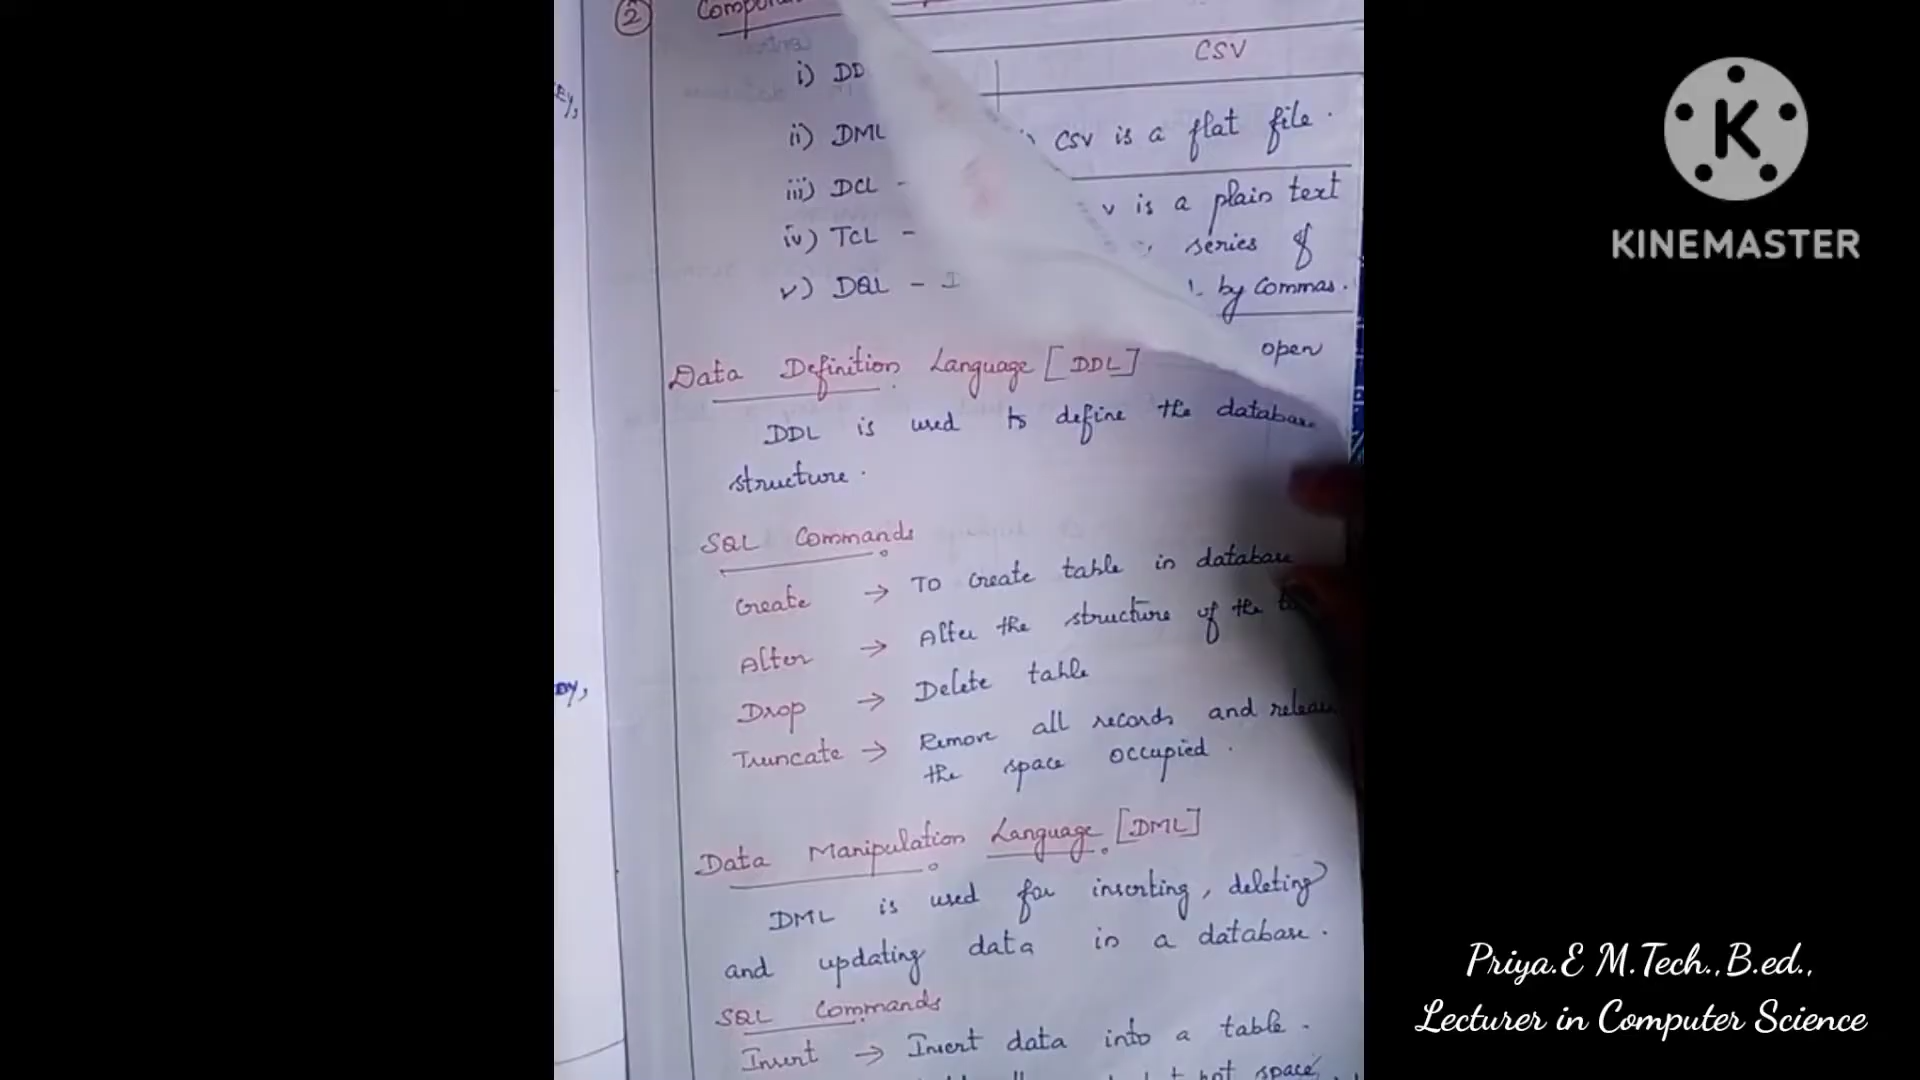 2
CSV
i) DD
ii) DML
CSV is a flat file.
iii) DCL -
v is a plain text
iv) TCL -
series of
v) DQL - I
by commas.
open
Data Definition Language [DDL]
DDL is used to define the database
structure.
SQL Commands
Create → To Create table in database
Alter → Alter the structure of the
Drop → Delete table
Truncate → Remove all records and
the space occupied.
Data Manipulation Language [DML]
DML is used for inserting, deleting
and updating data in a database.
SQL Commands
Insert → Insert data into a table.
not space,
KINEMASTER
Priya.E M.Tech.,B.ed.,
Lecturer in Computer Science